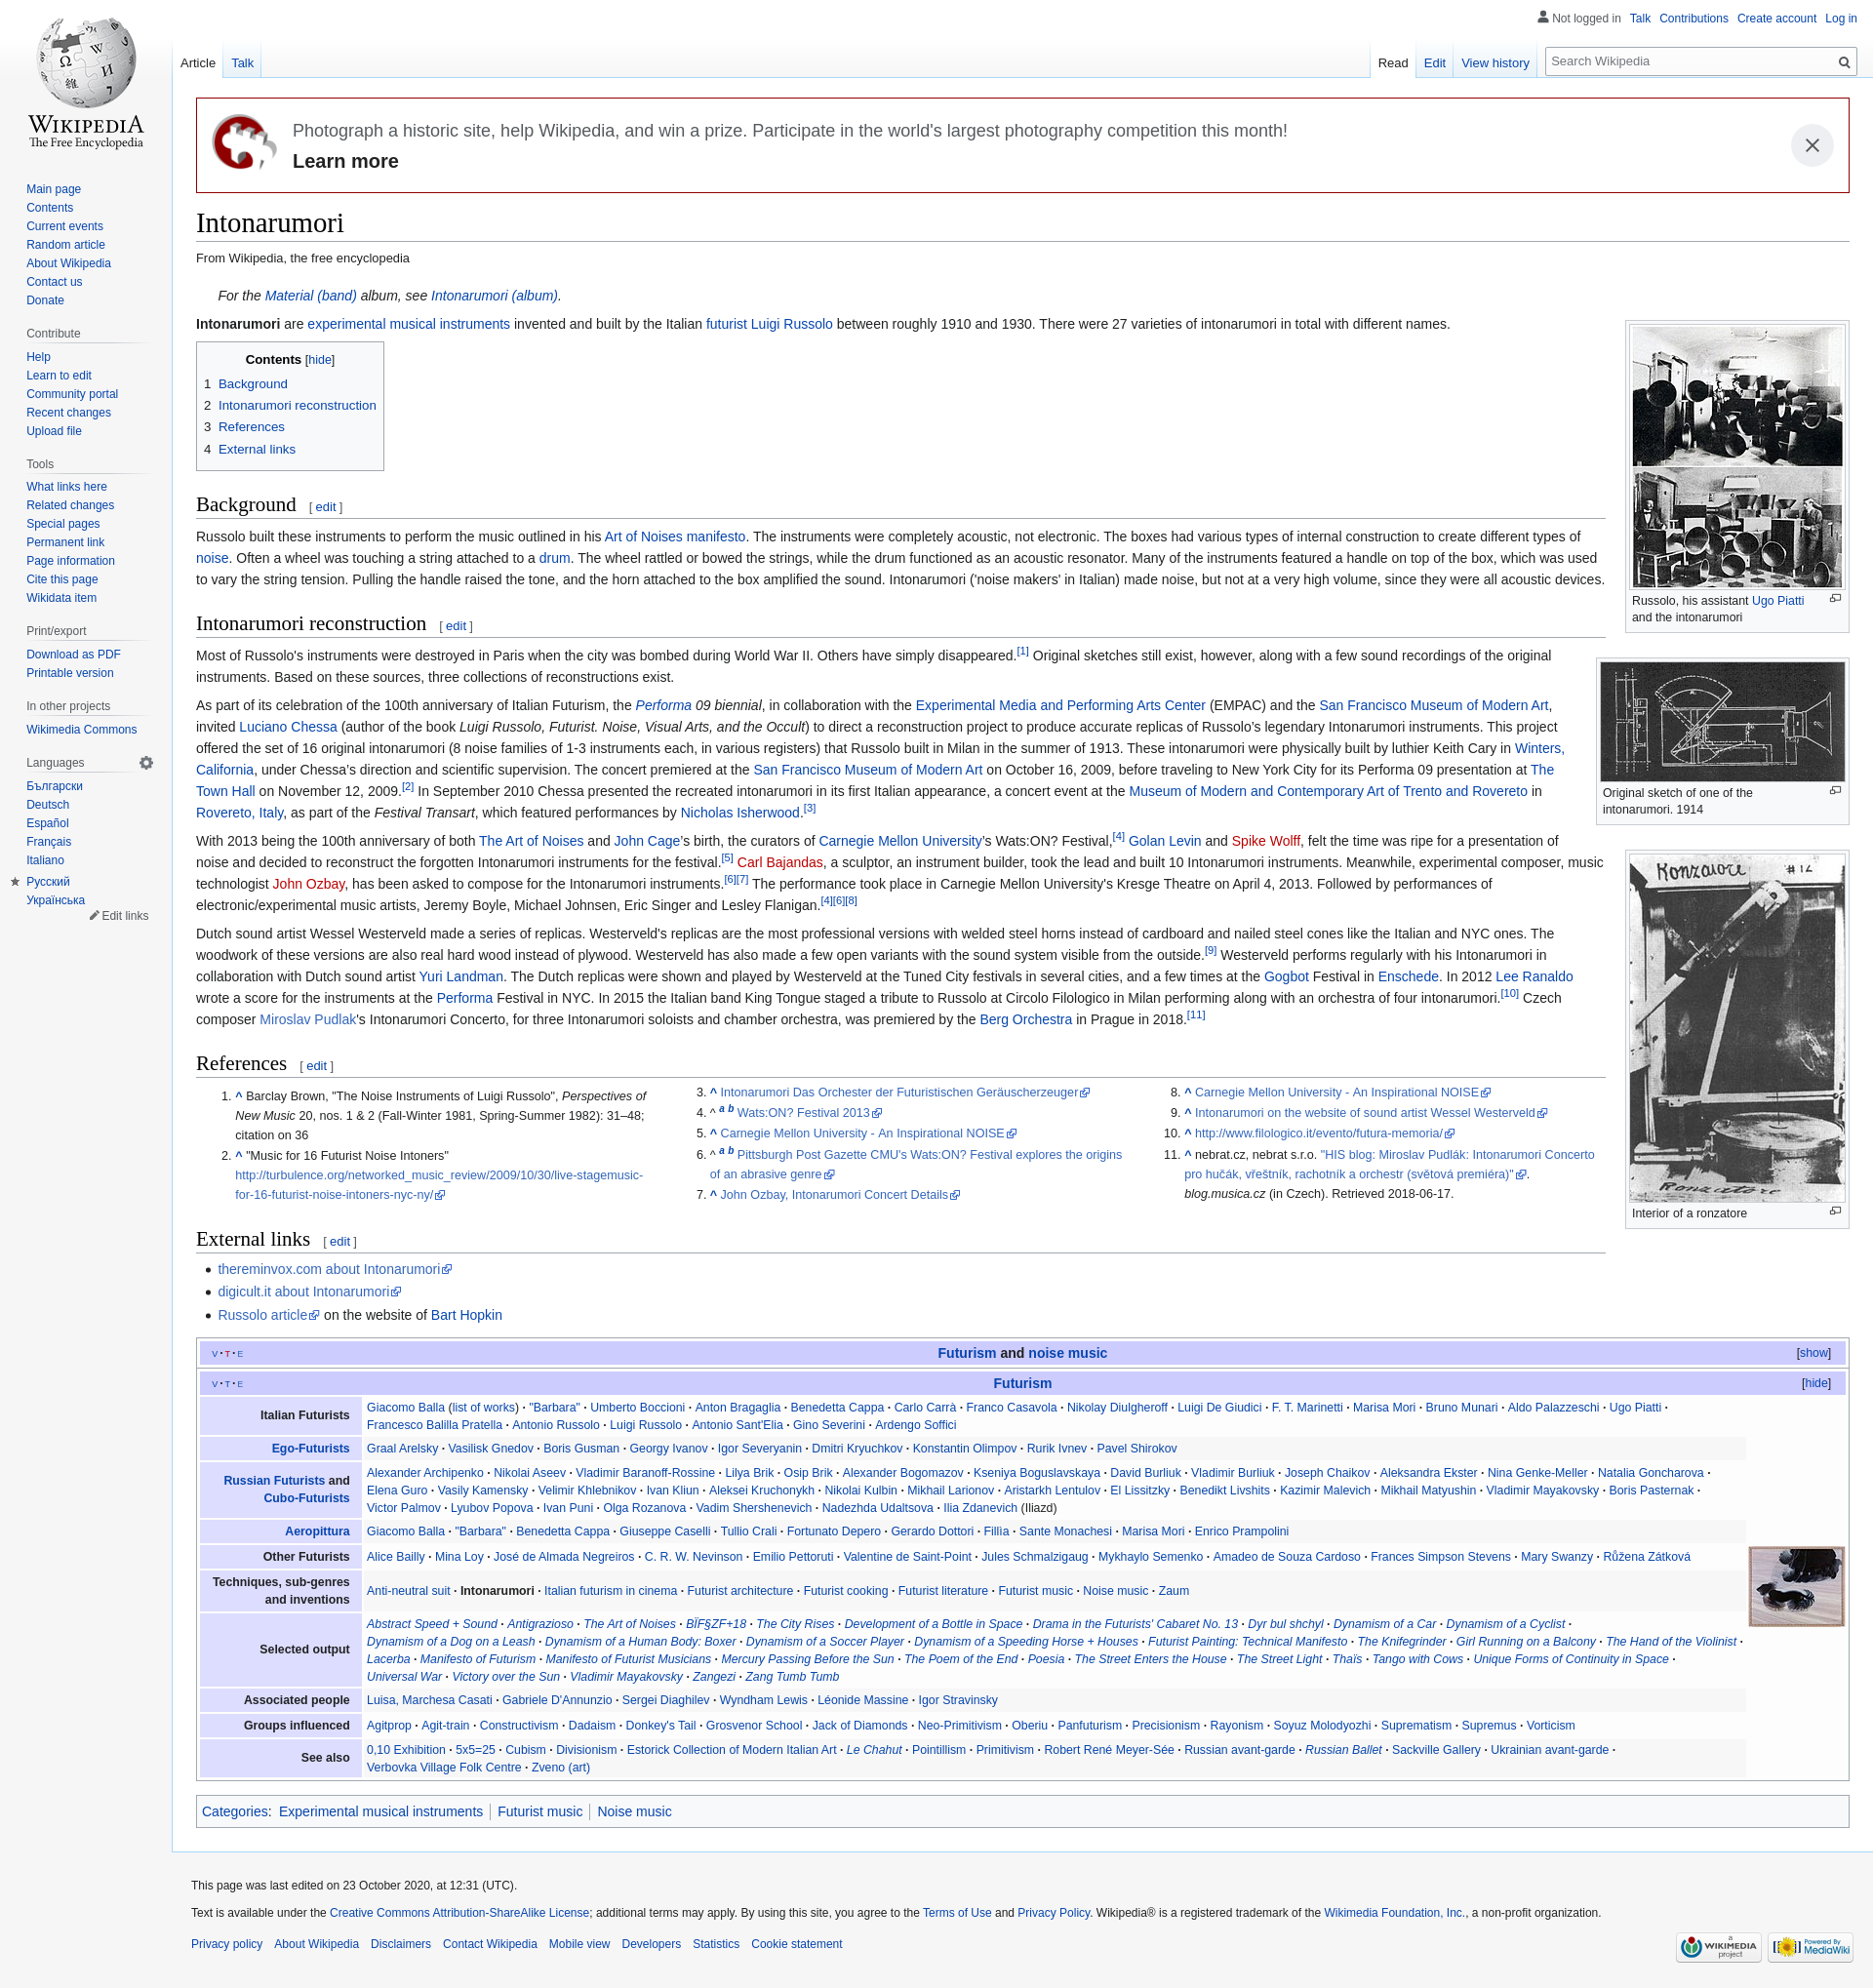 Not logged in Talk Contributions Create account Log in
Article Talk Read Edit View history Search Wikipedia
WIKIPEDIA
The Free Encyclopedia
Main page
Contents
Current events
Random article
About Wikipedia
Contact us
Donate
Contribute
Help
Learn to edit
Community portal
Recent changes
Upload file
Tools
What links here
Related changes
Special pages
Permanent link
Page information
Cite this page
Wikidata item
Print/export
Download as PDF
Printable version
In other projects
Wikimedia Commons
Languages
Български
Deutsch
Español
Français
Italiano
Русский
Українська
Edit links
Photograph a historic site, help Wikipedia, and win a prize. Participate in the world's largest photography competition this month!
Learn more
Intonarumori
From Wikipedia, the free encyclopedia
For the Material (band) album, see Intonarumori (album).
Intonarumori are experimental musical instruments invented and built by the Italian futurist Luigi Russolo between roughly 1910 and 1930. There were 27 varieties of intonarumori in total with different names.
Contents [hide]
1 Background
2 Intonarumori reconstruction
3 References
4 External links
Russolo, his assistant Ugo Piatti
and the intonarumori
Background [ edit ]
Russolo built these instruments to perform the music outlined in his Art of Noises manifesto. The instruments were completely acoustic, not electronic. The boxes had various types of internal construction to create different types of
noise. Often a wheel was touching a string attached to a drum. The wheel rattled or bowed the strings, while the drum functioned as an acoustic resonator. Many of the instruments featured a handle on top of the box, which was used
to vary the string tension. Pulling the handle raised the tone, and the horn attached to the box amplified the sound. Intonarumori ('noise makers' in Italian) made noise, but not at a very high volume, since they were all acoustic devices.
Intonarumori reconstruction [ edit ]
Most of Russolo's instruments were destroyed in Paris when the city was bombed during World War II. Others have simply disappeared.[1] Original sketches still exist, however, along with a few sound recordings of the original
instruments. Based on these sources, three collections of reconstructions exist.
Original sketch of one of the
intonarumori. 1914
As part of its celebration of the 100th anniversary of Italian Futurism, the Performa 09 biennial, in collaboration with the Experimental Media and Performing Arts Center (EMPAC) and the San Francisco Museum of Modern Art,
invited Luciano Chessa (author of the book Luigi Russolo, Futurist. Noise, Visual Arts, and the Occult) to direct a reconstruction project to produce accurate replicas of Russolo's legendary Intonarumori instruments. This project
offered the set of 16 original intonarumori (8 noise families of 1-3 instruments each, in various registers) that Russolo built in Milan in the summer of 1913. These intonarumori were physically built by luthier Keith Cary in Winters,
California, under Chessa's direction and scientific supervision. The concert premiered at the San Francisco Museum of Modern Art on October 16, 2009, before traveling to New York City for its Performa 09 presentation at The
Town Hall on November 12, 2009.[2] In September 2010 Chessa presented the recreated intonarumori in its first Italian appearance, a concert event at the Museum of Modern and Contemporary Art of Trento and Rovereto in
Rovereto, Italy, as part of the Festival Transart, which featured performances by Nicholas Isherwood.[3]
With 2013 being the 100th anniversary of both The Art of Noises and John Cage's birth, the curators of Carnegie Mellon University's Wats:ON? Festival,[4] Golan Levin and Spike Wolff, felt the time was ripe for a presentation of
noise and decided to reconstruct the forgotten Intonarumori instruments for the festival.[5] Carl Bajandas, a sculptor, an instrument builder, took the lead and built 10 Intonarumori instruments. Meanwhile, experimental composer, music
technologist John Ozbay, has been asked to compose for the Intonarumori instruments.[6][7] The performance took place in Carnegie Mellon University's Kresge Theatre on April 4, 2013. Followed by performances of
electronic/experimental music artists, Jeremy Boyle, Michael Johnsen, Eric Singer and Lesley Flanigan.[4][6][8]
Ronzatore #12
Ronzatore
Interior of a ronzatore
Dutch sound artist Wessel Westerveld made a series of replicas. Westerveld's replicas are the most professional versions with welded steel horns instead of cardboard and nailed steel cones like the Italian and NYC ones. The
woodwork of these versions are also real hard wood instead of plywood. Westerveld has also made a few open variants with the sound system visible from the outside.[9] Westerveld performs regularly with his Intonarumori in
collaboration with Dutch sound artist Yuri Landman. The Dutch replicas were shown and played by Westerveld at the Tuned City festivals in several cities, and a few times at the Gogbot Festival in Enschede. In 2012 Lee Ranaldo
wrote a score for the instruments at the Performa Festival in NYC. In 2015 the Italian band King Tongue staged a tribute to Russolo at Circolo Filologico in Milan performing along with an orchestra of four intonarumori.[10] Czech
composer Miroslav Pudlak's Intonarumori Concerto, for three Intonarumori soloists and chamber orchestra, was premiered by the Berg Orchestra in Prague in 2018.[11]
References [ edit ]
1. ^ Barclay Brown, "The Noise Instruments of Luigi Russolo", Perspectives of
New Music 20, nos. 1 & 2 (Fall-Winter 1981, Spring-Summer 1982): 31–48;
citation on 36
2. ^ "Music for 16 Futurist Noise Intoners"
http://turbulence.org/networked_music_review/2009/10/30/live-stagemusic-
for-16-futurist-noise-intoners-nyc-ny/
3. ^ Intonarumori Das Orchester der Futuristischen Geräuscherzeuger
4. ^ a b Wats:ON? Festival 2013
5. ^ Carnegie Mellon University - An Inspirational NOISE
6. ^ a b Pittsburgh Post Gazette CMU's Wats:ON? Festival explores the origins
of an abrasive genre
7. ^ John Ozbay, Intonarumori Concert Details
8. ^ Carnegie Mellon University - An Inspirational NOISE
9. ^ Intonarumori on the website of sound artist Wessel Westerveld
10. ^ http://www.filologico.it/evento/futura-memoria/
11. ^ nebrat.cz, nebrat s.r.o. "HIS blog: Miroslav Pudlák: Intonarumori Concerto
pro hučák, vřeštník, rachotník a orchestr (světová premiéra)".
blog.musica.cz (in Czech). Retrieved 2018-06-17.
External links [ edit ]
• thereminvox.com about Intonarumori
• digicult.it about Intonarumori
• Russolo article on the website of Bart Hopkin
V · T · E Futurism and noise music [show]
V · T · E Futurism [hide]
Italian Futurists
Giacomo Balla (list of works) · "Barbara" · Umberto Boccioni · Anton Bragaglia · Benedetta Cappa · Carlo Carrà · Franco Casavola · Nikolay Diulgheroff · Luigi De Giudici · F. T. Marinetti · Marisa Mori · Bruno Munari · Aldo Palazzeschi · Ugo Piatti ·
Francesco Balilla Pratella · Antonio Russolo · Luigi Russolo · Antonio Sant'Elia · Gino Severini · Ardengo Soffici
Ego-Futurists
Graal Arelsky · Vasilisk Gnedov · Boris Gusman · Georgy Ivanov · Igor Severyanin · Dmitri Kryuchkov · Konstantin Olimpov · Rurik Ivnev · Pavel Shirokov
Russian Futurists and
Cubo-Futurists
Alexander Archipenko · Nikolai Aseev · Vladimir Baranoff-Rossine · Lilya Brik · Osip Brik · Alexander Bogomazov · Kseniya Boguslavskaya · David Burliuk · Vladimir Burliuk · Joseph Chaikov · Aleksandra Ekster · Nina Genke-Meller · Natalia Goncharova ·
Elena Guro · Vasily Kamensky · Velimir Khlebnikov · Ivan Kliun · Aleksei Kruchonykh · Nikolai Kulbin · Mikhail Larionov · Aristarkh Lentulov · El Lissitzky · Benedikt Livshits · Kazimir Malevich · Mikhail Matyushin · Vladimir Mayakovsky · Boris Pasternak ·
Victor Palmov · Lyubov Popova · Ivan Puni · Olga Rozanova · Vadim Shershenevich · Nadezhda Udaltsova · Ilia Zdanevich (Iliazd)
Aeropittura
Giacomo Balla · "Barbara" · Benedetta Cappa · Giuseppe Caselli · Tullio Crali · Fortunato Depero · Gerardo Dottori · Fillìa · Sante Monachesi · Marisa Mori · Enrico Prampolini
Other Futurists
Alice Bailly · Mina Loy · José de Almada Negreiros · C. R. W. Nevinson · Emilio Pettoruti · Valentine de Saint-Point · Jules Schmalzigaug · Mykhaylo Semenko · Amadeo de Souza Cardoso · Frances Simpson Stevens · Mary Swanzy · Růžena Zátková
Techniques, sub-genres
and inventions
Anti-neutral suit · Intonarumori · Italian futurism in cinema · Futurist architecture · Futurist cooking · Futurist literature · Futurist music · Noise music · Zaum
Selected output
Abstract Speed + Sound · Antigrazioso · The Art of Noises · BÏF§ZF+18 · The City Rises · Development of a Bottle in Space · Drama in the Futurists' Cabaret No. 13 · Dyr bul shchyl · Dynamism of a Car · Dynamism of a Cyclist ·
Dynamism of a Dog on a Leash · Dynamism of a Human Body: Boxer · Dynamism of a Soccer Player · Dynamism of a Speeding Horse + Houses · Futurist Painting: Technical Manifesto · The Knifegrinder · Girl Running on a Balcony · The Hand of the Violinist ·
Lacerba · Manifesto of Futurism · Manifesto of Futurist Musicians · Mercury Passing Before the Sun · The Poem of the End · Poesia · The Street Enters the House · The Street Light · Thaïs · Tango with Cows · Unique Forms of Continuity in Space ·
Universal War · Victory over the Sun · Vladimir Mayakovsky · Zangezi · Zang Tumb Tumb
Associated people
Luisa, Marchesa Casati · Gabriele D'Annunzio · Sergei Diaghilev · Wyndham Lewis · Léonide Massine · Igor Stravinsky
Groups influenced
Agitprop · Agit-train · Constructivism · Dadaism · Donkey's Tail · Grosvenor School · Jack of Diamonds · Neo-Primitivism · Oberiu · Panfuturism · Precisionism · Rayonism · Soyuz Molodyozhi · Suprematism · Supremus · Vorticism
See also
0,10 Exhibition · 5x5=25 · Cubism · Divisionism · Estorick Collection of Modern Italian Art · Le Chahut · Pointillism · Primitivism · Robert René Meyer-Sée · Russian avant-garde · Russian Ballet · Sackville Gallery · Ukrainian avant-garde ·
Verbovka Village Folk Centre · Zveno (art)
Categories: Experimental musical instruments | Futurist music | Noise music
This page was last edited on 23 October 2020, at 12:31 (UTC).
Text is available under the Creative Commons Attribution-ShareAlike License; additional terms may apply. By using this site, you agree to the Terms of Use and Privacy Policy. Wikipedia® is a registered trademark of the Wikimedia Foundation, Inc., a non-profit organization.
Privacy policy About Wikipedia Disclaimers Contact Wikipedia Mobile view Developers Statistics Cookie statement
a WIKIMEDIA project
Powered By MediaWiki